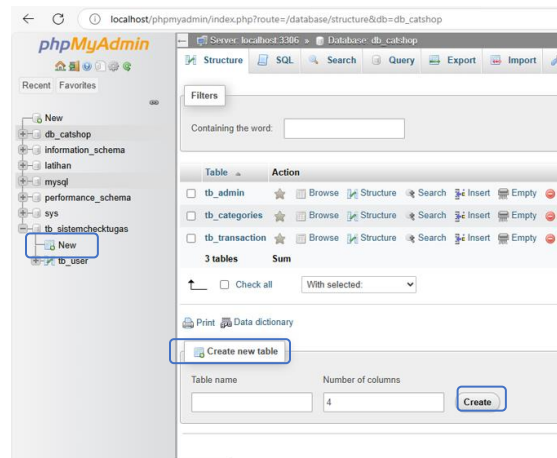 localhost/phpmyadmin/index.php?route=/database/structure&db=db_catshop
phpMyAdmin
Recent Favorites
New
db_catshop
information_schema
latihan
mysql
performance_schema
sys
tb_sistemchecktugas
New
tb_user
Server: localhost:3306 » Database: db_catshop
Structure SQL Search Query Export Import
Filters
Containing the word:
Table Action
tb_admin Browse Structure Search Insert Empty
tb_categories Browse Structure Search Insert Empty
tb_transaction Browse Structure Search Insert Empty
3 tables Sum
Check all With selected:
Print Data dictionary
Create new table
Table name Number of columns
4 Create